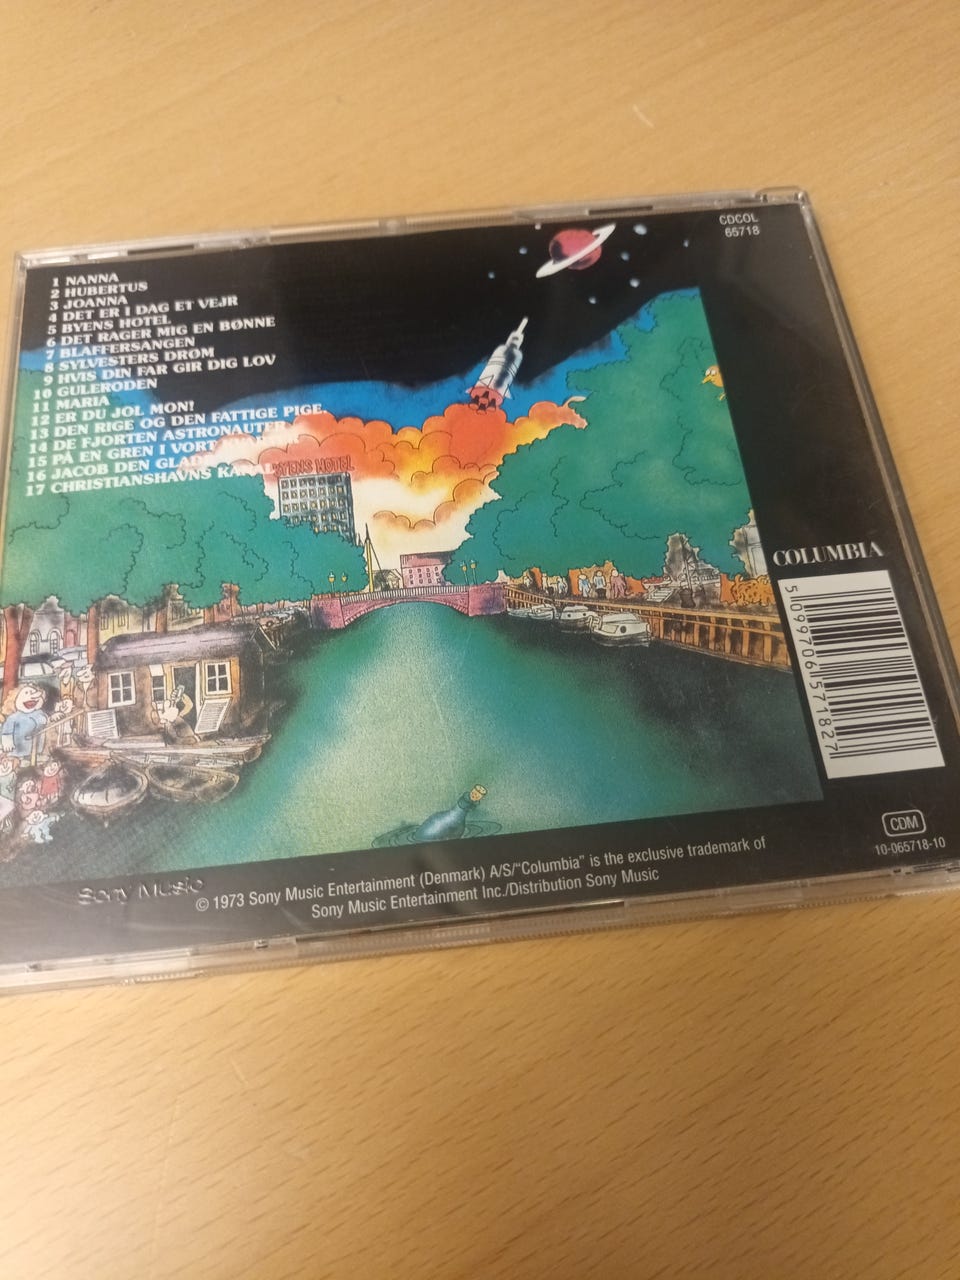 CDCOL
65718
1 NANNA
2 HUBERTUS
3 JOANNA
4 DET ER I DAG ET VEJR
5 BYENS HOTEL
6 DET RAGER MIG EN BØNNE
7 BLAFFERSANGEN
8 SYLVESTERS DRØM
9 HVIS DIN FAR GIR DIG LOV
10 GULERODEN
11 MARIA
12 ER DU JOL MON!
13 DEN RIGE OG DEN FATTIGE PIGE
14 DE FJORTEN ASTRONAUTER
15 PÅ EN GREN I VORT
16 JACOB DEN GLADE
17 CHRISTIANSHAVNS KANAL
BYENS HOTEL
COLUMBIA
5 099706 571827
CDM
10-065718-10
Sony Music
© 1973 Sony Music Entertainment (Denmark) A/S/"Columbia" is the exclusive trademark of
Sony Music Entertainment Inc./Distribution Sony Music